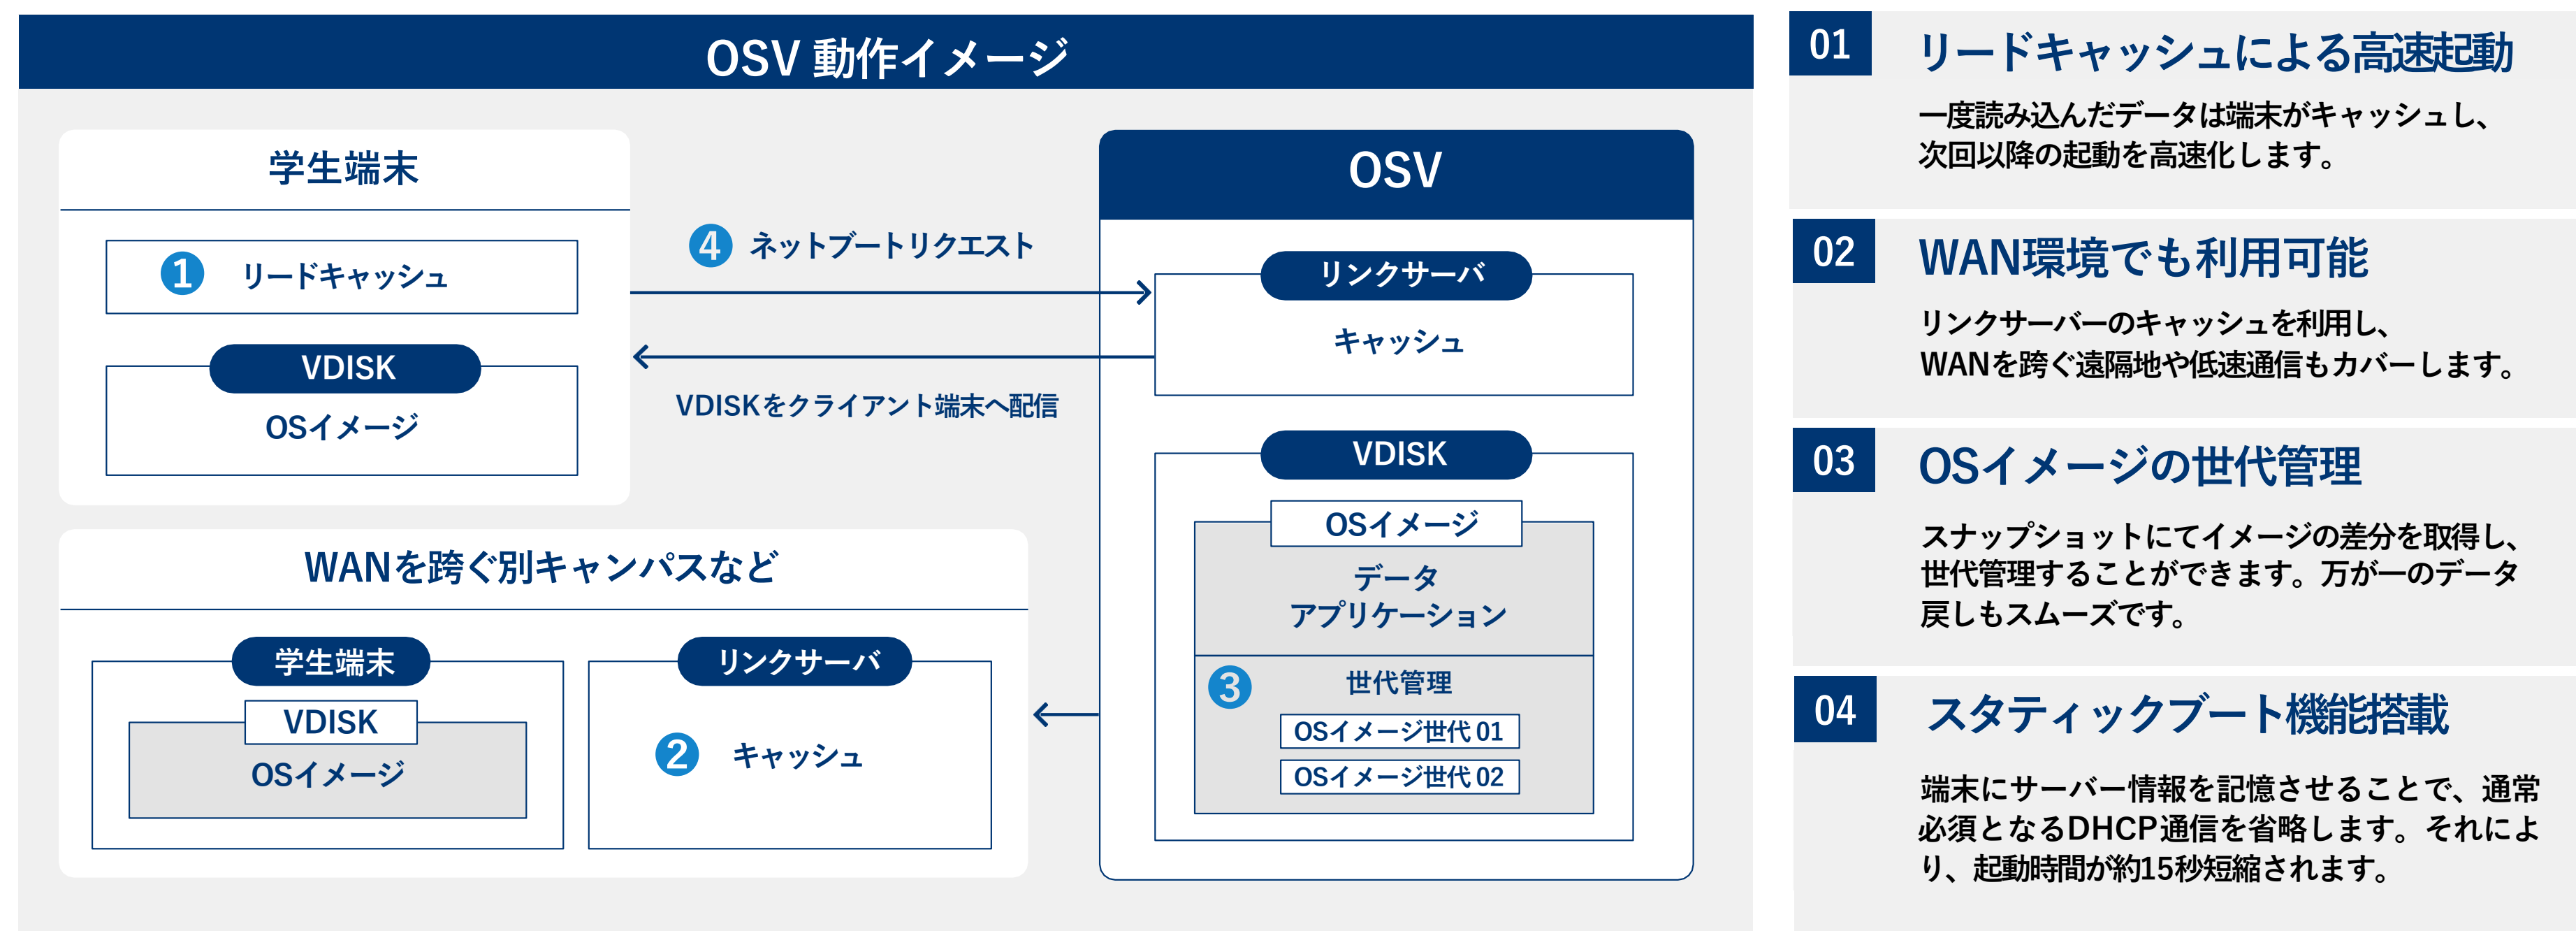 OSV 動作イメージ
学生端末
1 リードキャッシュ
VDISK
OSイメージ
4 ネットブートリクエスト
VDISKをクライアント端末へ配信
OSV
リンクサーバ
キャッシュ
VDISK
OSイメージ
データ
アプリケーション
3 世代管理
OSイメージ世代 01
OSイメージ世代 02
WANを跨ぐ別キャンパスなど
学生端末
VDISK
OSイメージ
リンクサーバ
2 キャッシュ
01 リードキャッシュによる高速起動
一度読み込んだデータは端末がキャッシュし、
次回以降の起動を高速化します。
02 WAN環境でも利用可能
リンクサーバーのキャッシュを利用し、
WANを跨ぐ遠隔地や低速通信もカバーします。
03 OSイメージの世代管理
スナップショットにてイメージの差分を取得し、
世代管理することができます。万が一のデータ
戻しもスムーズです。
04 スタティックブート機能搭載
端末にサーバー情報を記憶させることで、通常
必須となるDHCP通信を省略します。それによ
り、起動時間が約15秒短縮されます。